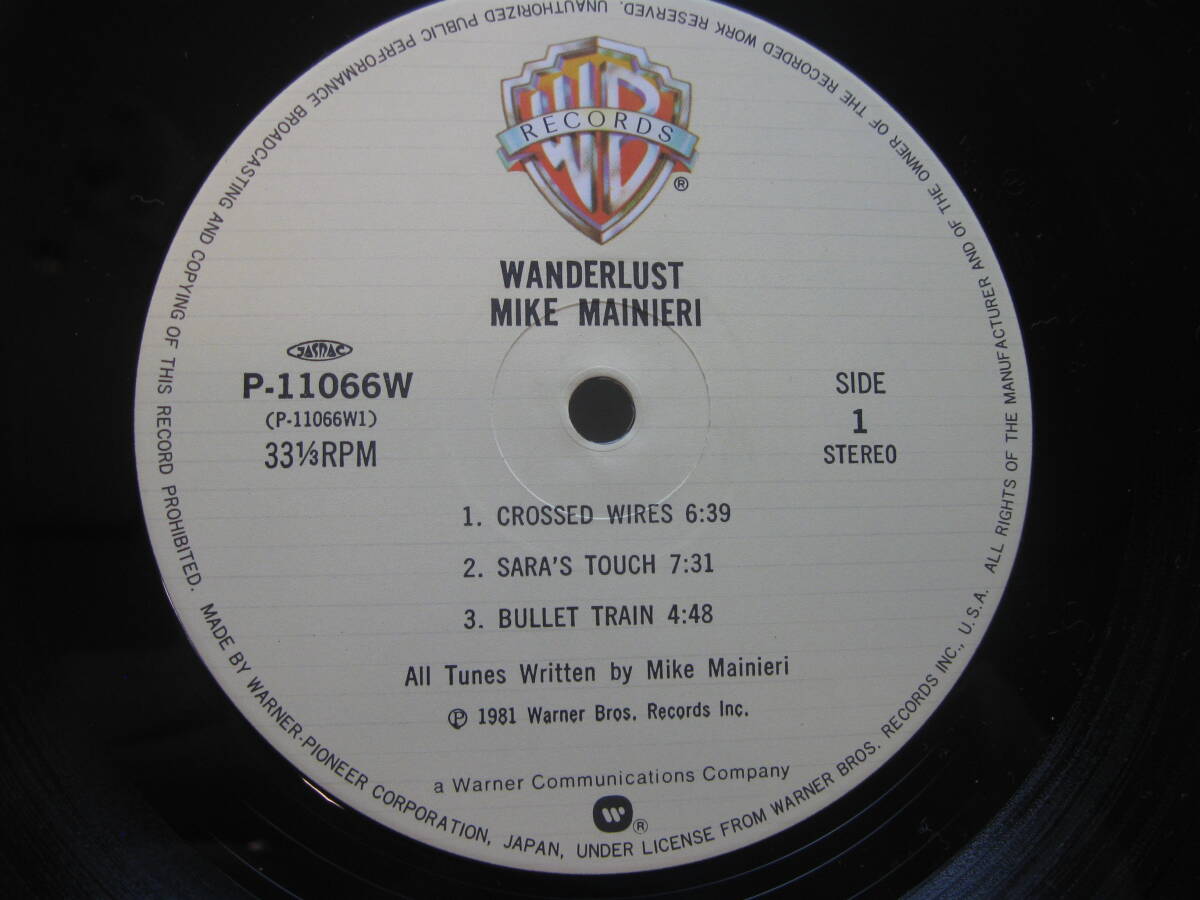 WB
RECORDS
®
WANDERLUST
MIKE MAINIERI
JASRAC
P-11066W
(P-11066W1)
33⅓RPM
SIDE
1
STEREO
1. CROSSED WIRES 6:39
2. SARA'S TOUCH 7:31
3. BULLET TRAIN 4:48
All Tunes Written by Mike Mainieri
℗ 1981 Warner Bros. Records Inc.
a Warner Communications Company
®
MADE BY WARNER-PIONEER CORPORATION, JAPAN, UNDER LICENSE FROM WARNER BROS. RECORDS INC., U.S.A. ALL RIGHTS OF THE MANUFACTURER AND OF THE OWNER OF THE RECORDED WORK RESERVED. UNAUTHORIZED PUBLIC PERFORMANCE BROADCASTING AND COPYING OF THIS RECORD PROHIBITED.